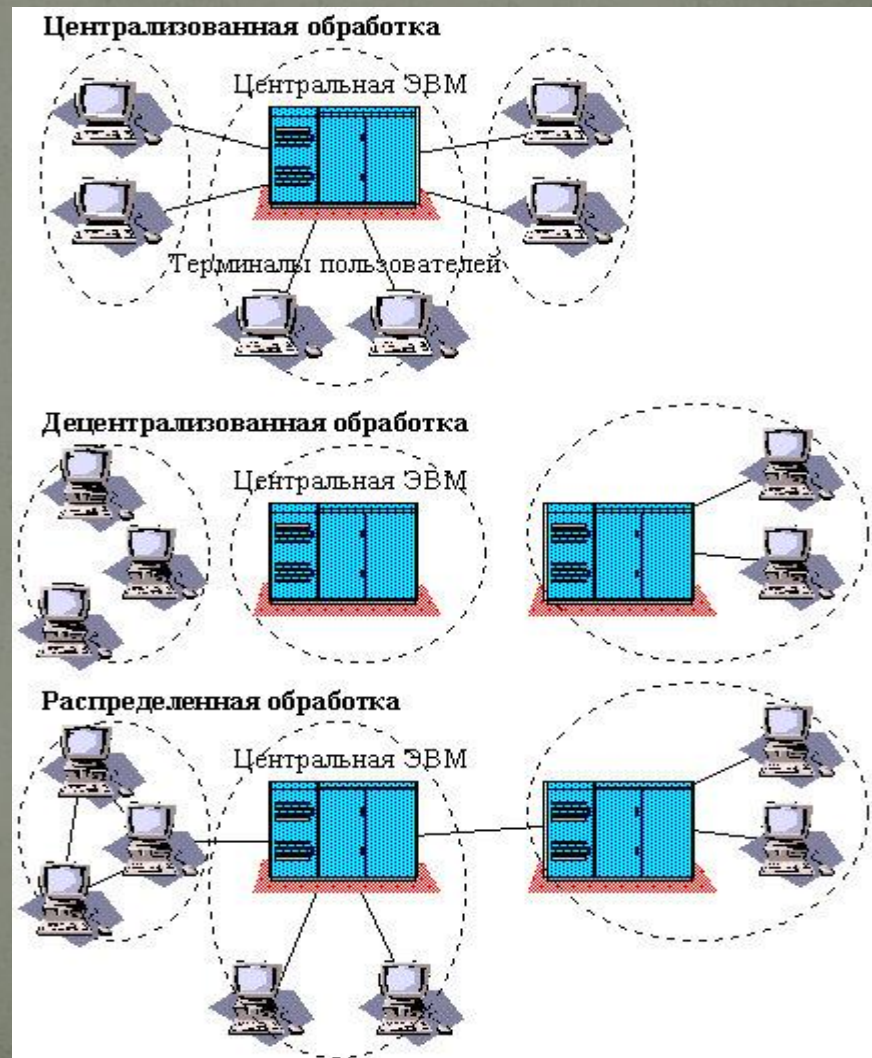 Централизованная обработка
Центральная ЭВМ
Терминалы пользователей
Децентрализованная обработка
Центральная ЭВМ
Распределенная обработка
Центральная ЭВМ